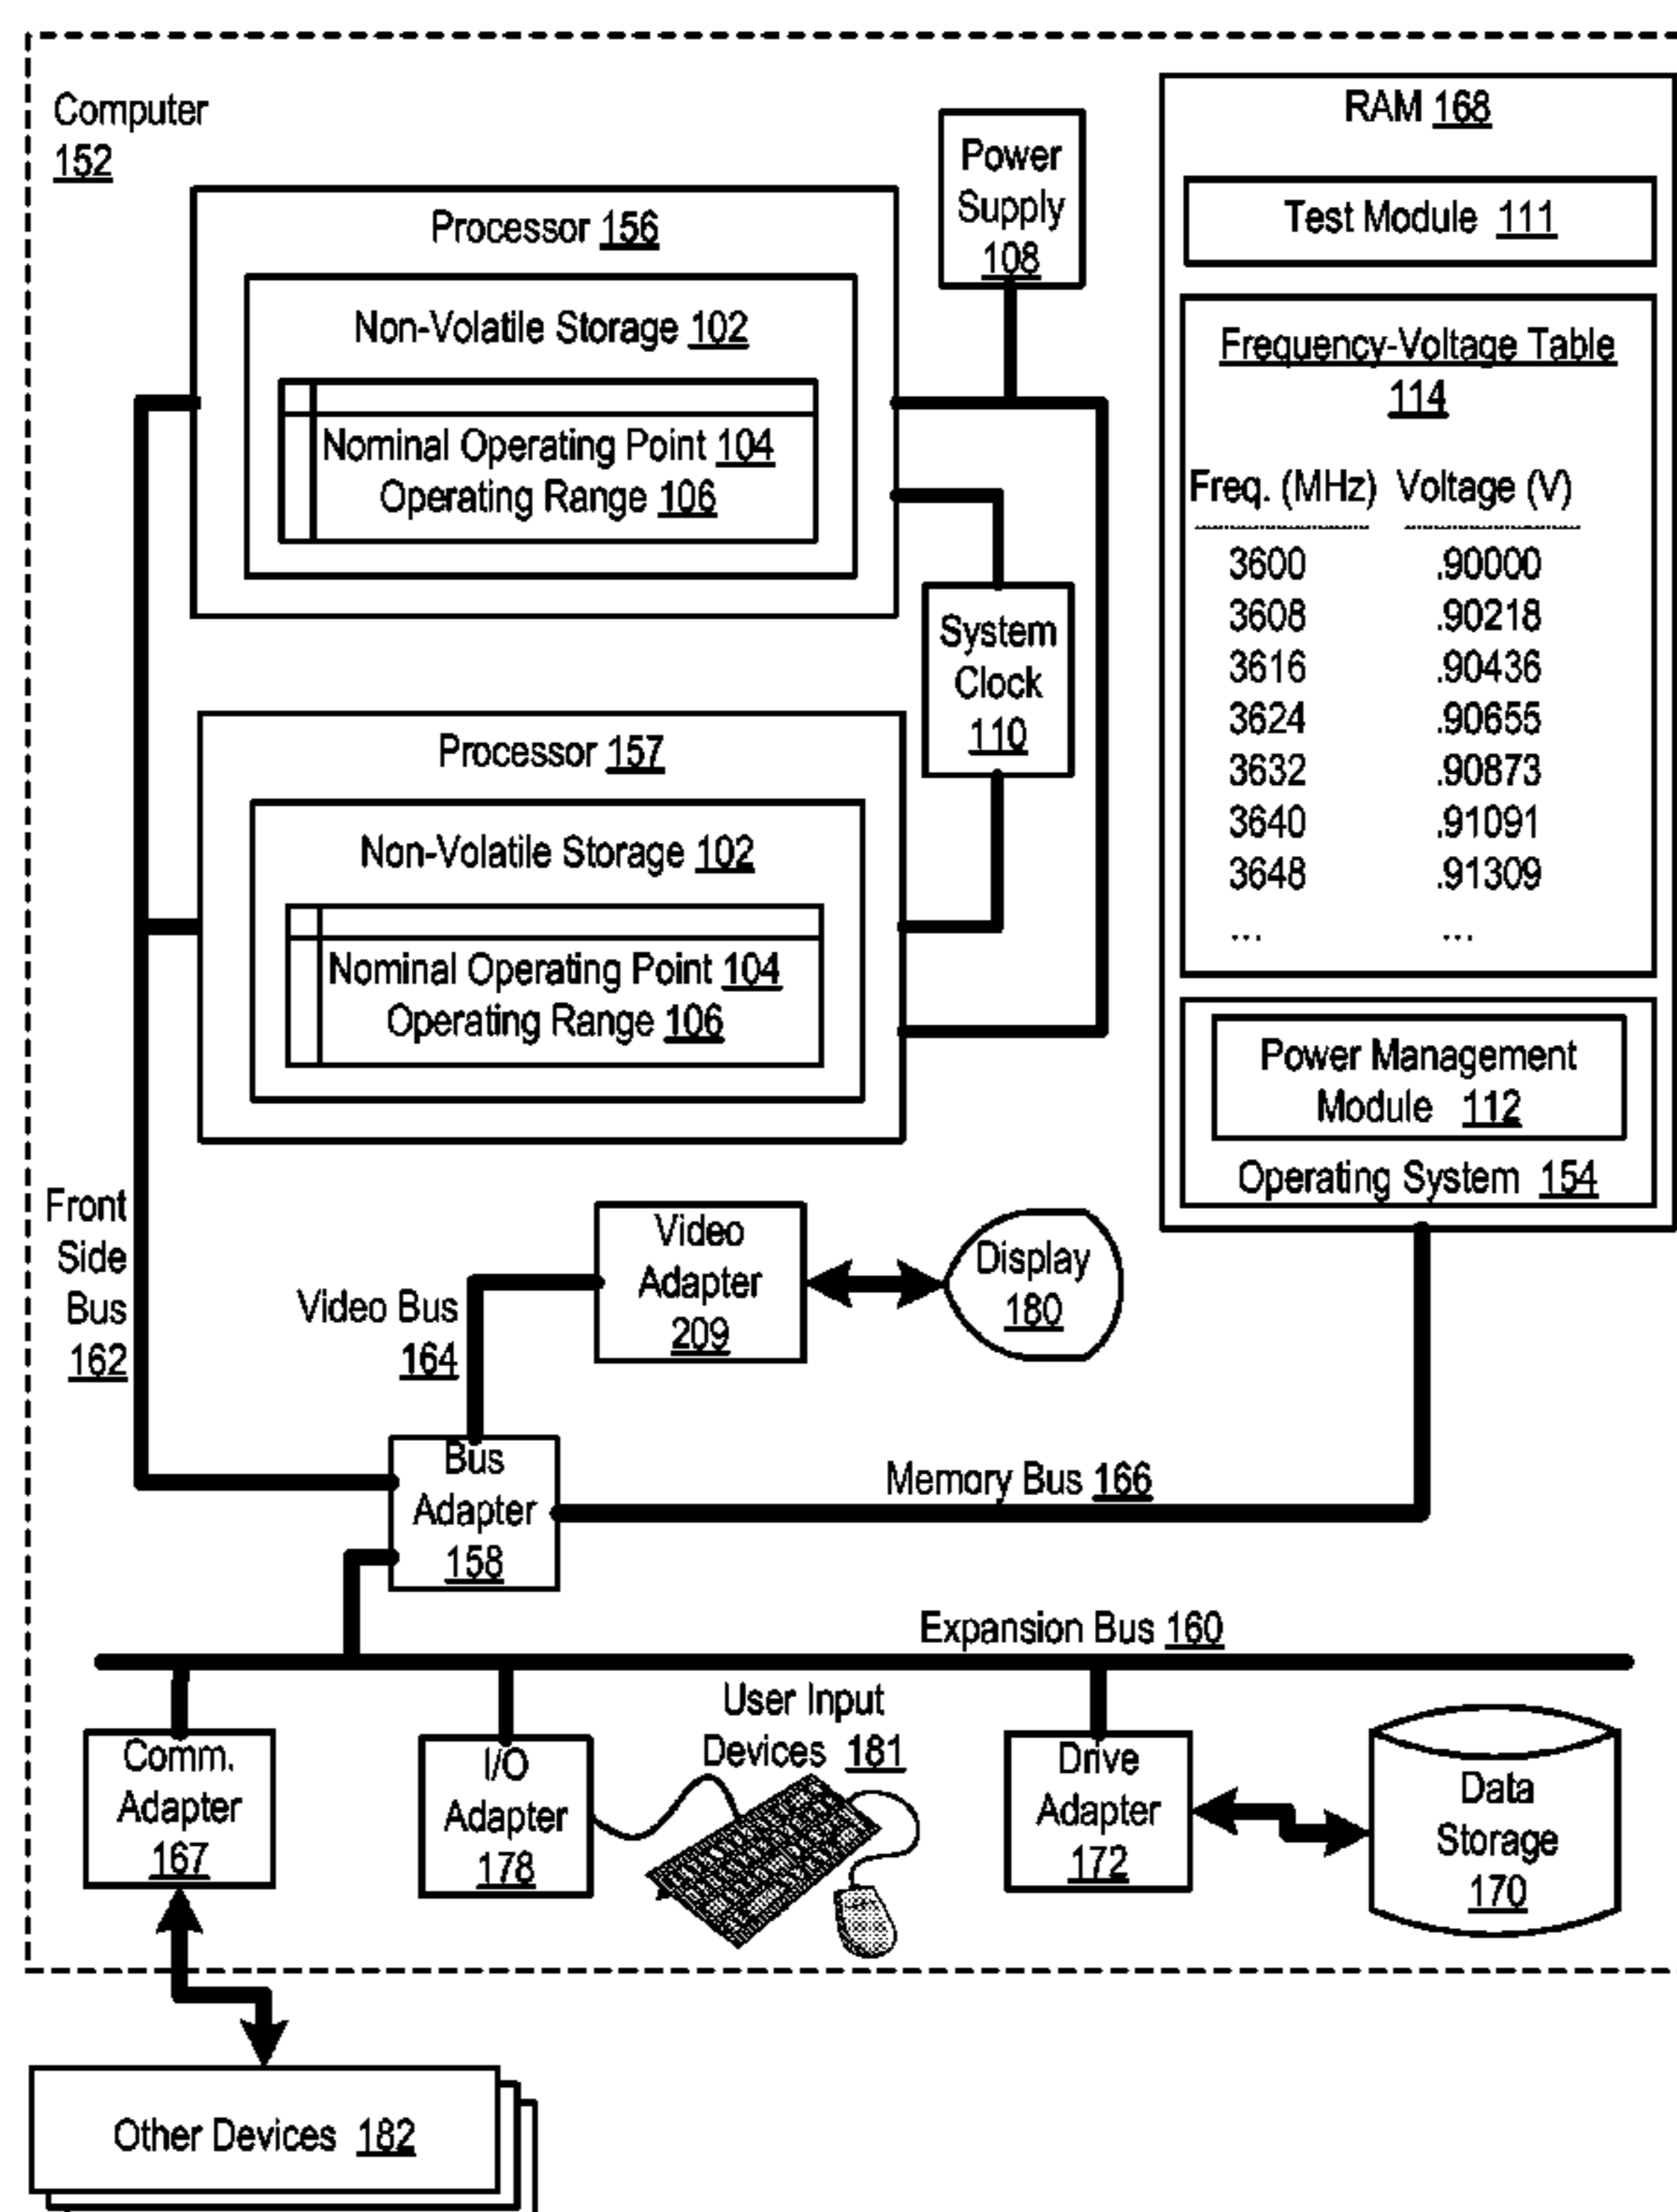 Computer
152
Processor 156
Non-Volatile Storage 102
Nominal Operating Point 104
Operating Range 106
Power
Supply
108
System
Clock
110
Processor 157
Non-Volatile Storage 102
Nominal Operating Point 104
Operating Range 106
RAM 168
Test Module 111
Frequency-Voltage Table
114
Freq. (MHz) Voltage (V)
3600 .90000
3608 .90218
3616 .90436
3624 .90655
3632 .90873
3640 .91091
3648 .91309
... ...
Power Management
Module 112
Operating System 154
Front
Side
Bus
162
Video Bus
164
Video
Adapter
209
Display
180
Bus
Adapter
158
Memory Bus 166
Expansion Bus 160
Comm.
Adapter
167
I/O
Adapter
178
User Input
Devices 181
Drive
Adapter
172
Data
Storage
170
Other Devices 182